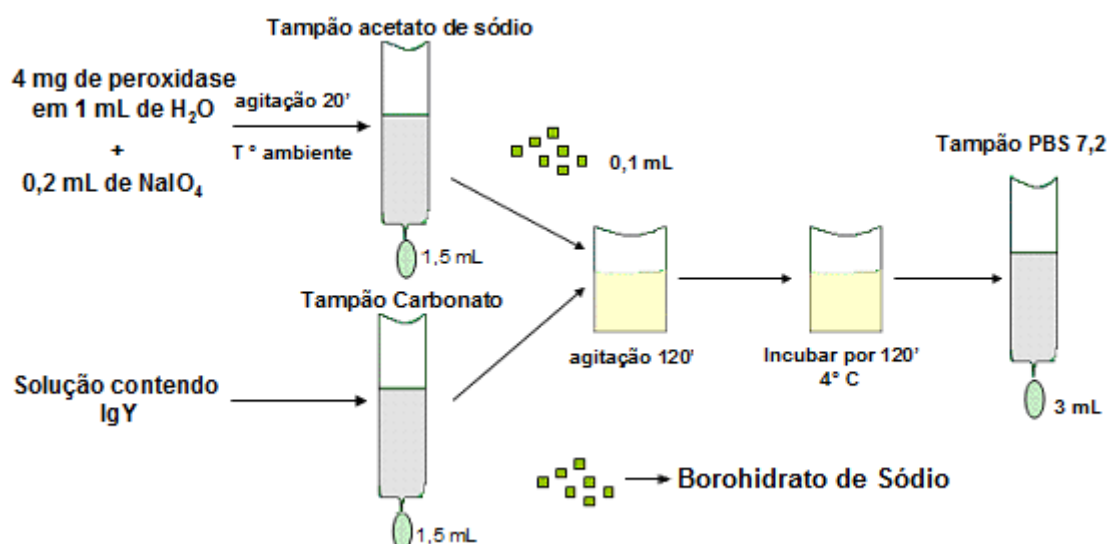 Tampão acetato de sódio
4 mg de peroxidase
em 1 mL de H₂O
+
0,2 mL de NaIO₄
agitação 20'
T° ambiente
1,5 mL
0,1 mL
Tampão PBS 7,2
Tampão Carbonato
Solução contendo
IgY
1,5 mL
agitação 120'
Incubar por 120'
4° C
3 mL
Borohidrato de Sódio